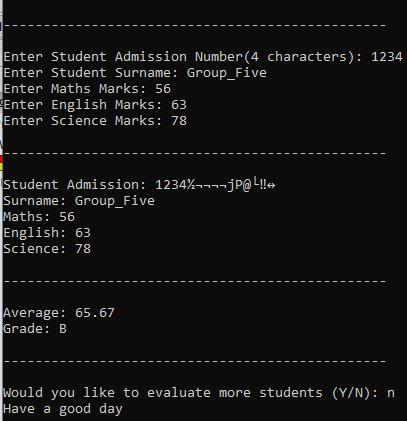 ------------------------------------------------
Enter Student Admission Number(4 characters): 1234
Enter Student Surname: Group_Five
Enter Maths Marks: 56
Enter English Marks: 63
Enter Science Marks: 78
------------------------------------------------
Student Admission: 1234½¬¬¬¬jP@└‼↔
Surname: Group_Five
Maths: 56
English: 63
Science: 78
------------------------------------------------
Average: 65.67
Grade: B
------------------------------------------------
Would you like to evaluate more students (Y/N): n
Have a good day